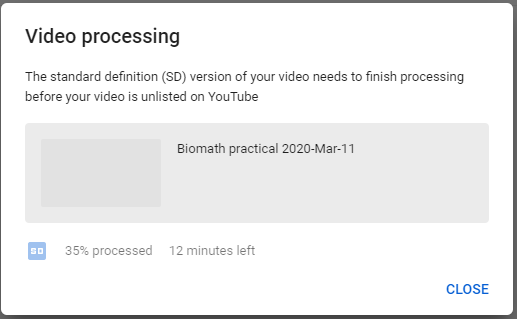 Video processing
The standard definition (SD) version of your video needs to finish processing
before your video is unlisted on YouTube
Biomath practical 2020-Mar-11
SD 35% processed 12 minutes left
CLOSE